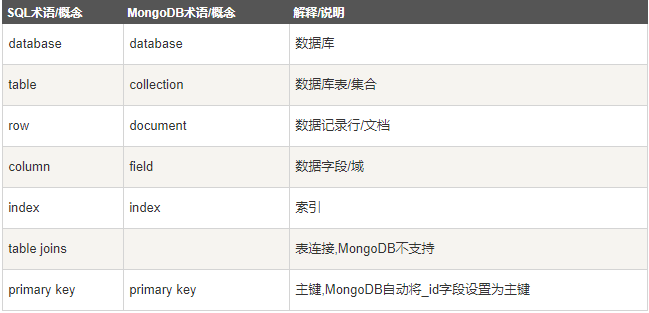 SQL术语/概念 MongoDB术语/概念 解释/说明
database database 数据库
table collection 数据库表/集合
row document 数据记录行/文档
column field 数据字段/域
index index 索引
table joins 表连接,MongoDB不支持
primary key primary key 主键,MongoDB自动将_id字段设置为主键